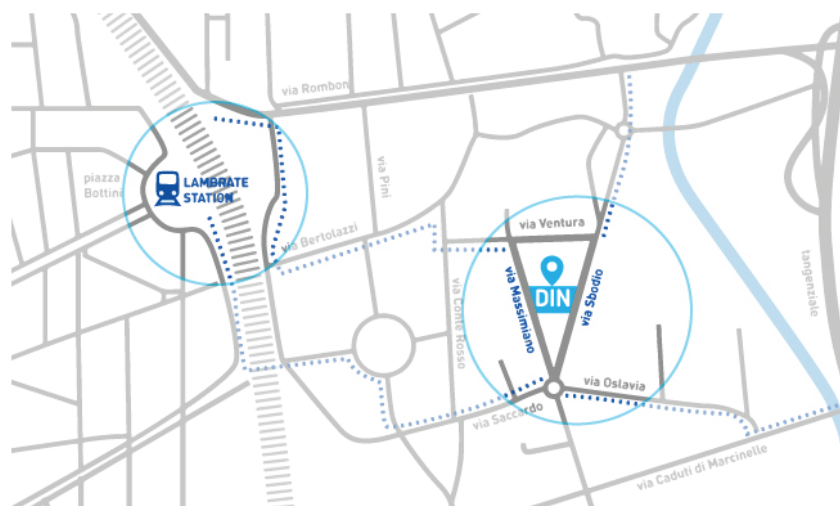 via Rombon
piazza
Bottini
LAMBRATE
STATION
via Pini
via Bertolazzi
via Ventura
via Conte Rosso
via Massimiano
DIN
via Sbodio
tangenziale
via Oslavia
via Saccardo
via Caduti di Marcinelle